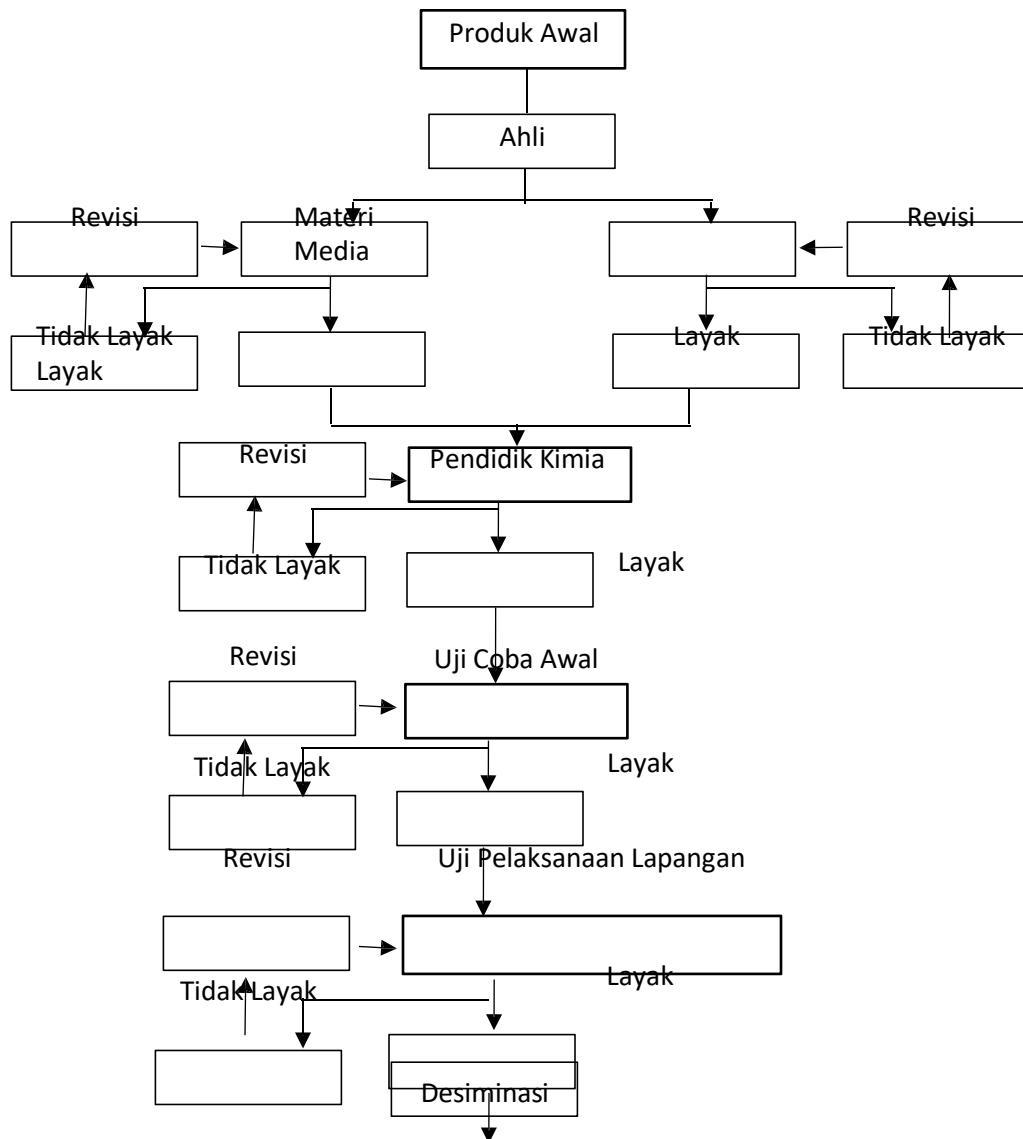 Produk Awal
Ahli
Revisi
Materi
Media
Revisi
Tidak Layak
Layak
Layak
Tidak Layak
Revisi
Pendidik Kimia
Tidak Layak
Layak
Revisi
Uji Coba Awal
Tidak Layak
Layak
Revisi
Uji Pelaksanaan Lapangan
Layak
Tidak Layak
Desiminasi